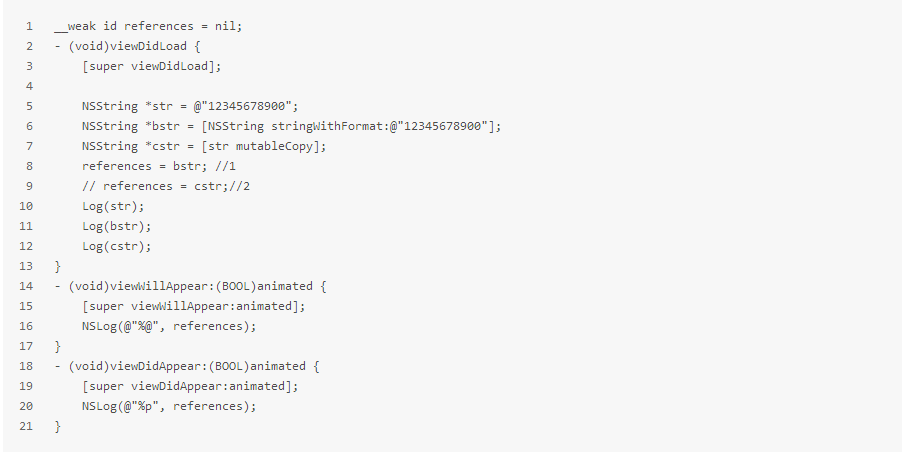 1 __weak id references = nil;
2 - (void)viewDidLoad {
3 [super viewDidLoad];
4
5 NSString *str = @"12345678900";
6 NSString *bstr = [NSString stringWithFormat:@"12345678900"];
7 NSString *cstr = [str mutableCopy];
8 references = bstr; //1
9 // references = cstr;//2
10 Log(str);
11 Log(bstr);
12 Log(cstr);
13 }
14 - (void)viewWillAppear:(BOOL)animated {
15 [super viewWillAppear:animated];
16 NSLog(@"%@", references);
17 }
18 - (void)viewDidAppear:(BOOL)animated {
19 [super viewDidAppear:animated];
20 NSLog(@"%p", references);
21 }